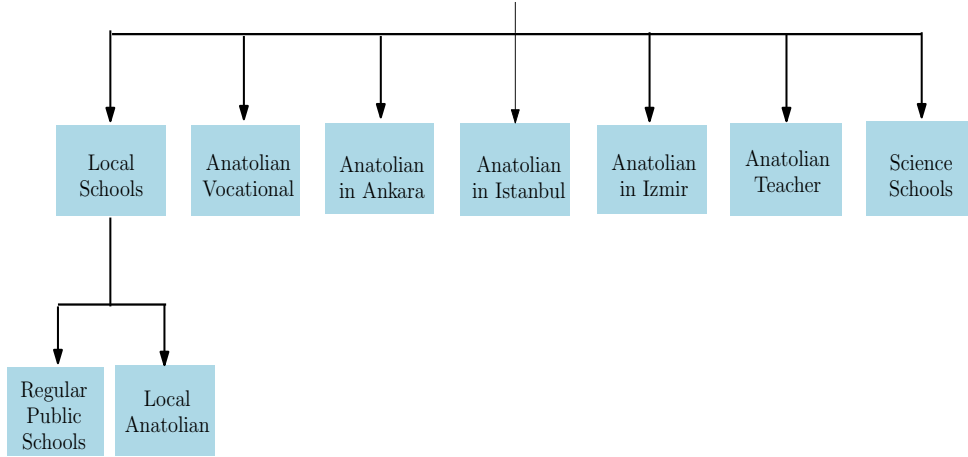 Local
Schools
Anatolian
Vocational
Anatolian
in Ankara
Anatolian
in Istanbul
Anatolian
in Izmir
Anatolian
Teacher
Science
Schools
Regular
Public
Schools
Local
Anatolian